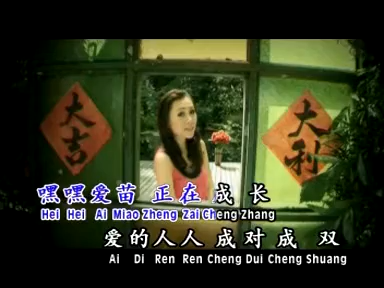 大吉
大利
嘿嘿爱苗 正在 成 长
Hei Hei Ai Miao Zheng Zai Cheng Zhang
爱的人人 成对成 双
Ai Di Ren Ren Cheng Dui Cheng Shuang